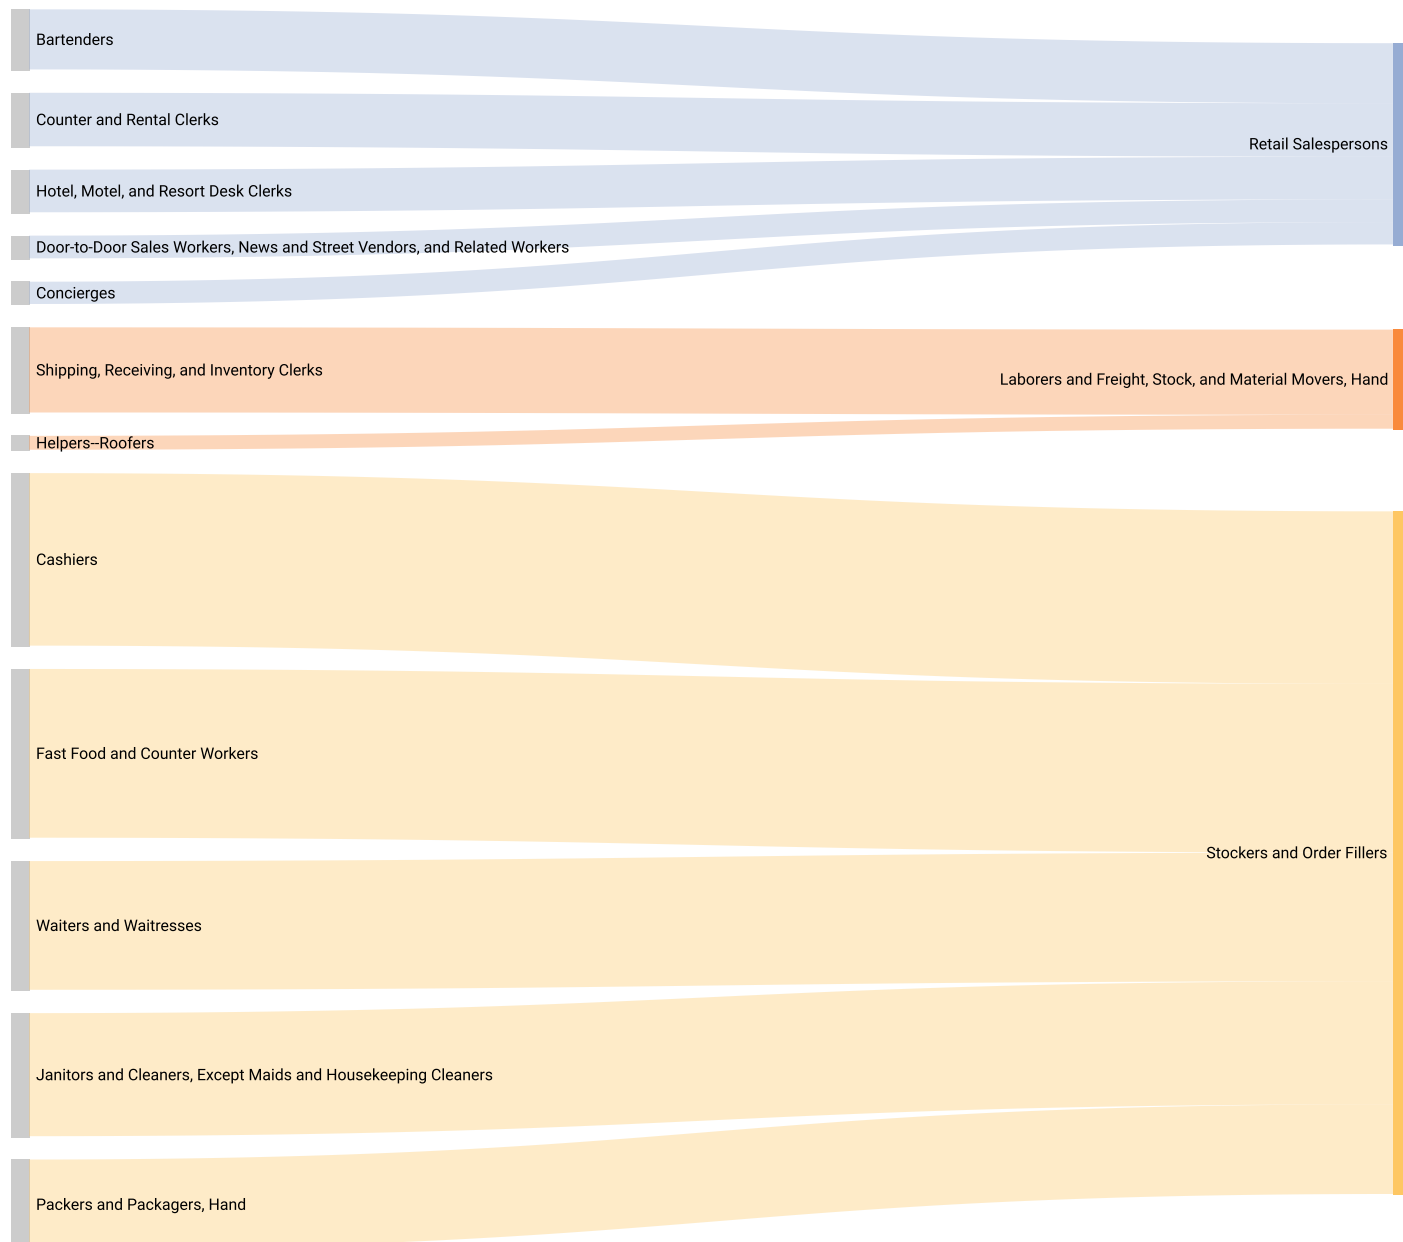 Bartenders
Counter and Rental Clerks
Retail Salespersons
Hotel, Motel, and Resort Desk Clerks
Door-to-Door Sales Workers, News and Street Vendors, and Related Workers
Concierges
Shipping, Receiving, and Inventory Clerks
Laborers and Freight, Stock, and Material Movers, Hand
Helpers--Roofers
Cashiers
Fast Food and Counter Workers
Stockers and Order Fillers
Waiters and Waitresses
Janitors and Cleaners, Except Maids and Housekeeping Cleaners
Packers and Packagers, Hand